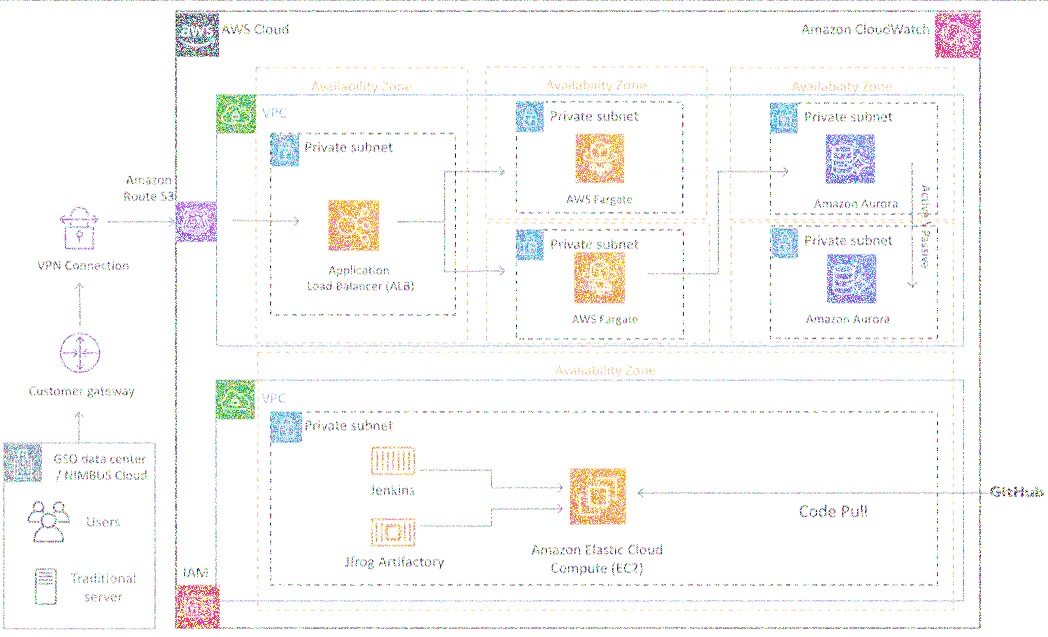 aws AWS Cloud
Amazon CloudWatch
Availability Zone
Availability Zone
Availability Zone
VPC
Private subnet
Private subnet
Private subnet
Amazon
Route 53
AWS Fargate
Amazon Aurora
VPN Connection
Application
Load Balancer (ALB)
Private subnet
Private subnet
Active - Passive
AWS Fargate
Amazon Aurora
Customer gateway
Availability Zone
VPC
Private subnet
GSO data center
/ NIMBUS Cloud
Users
Traditional
server
Jenkins
Jfrog Artifactory
Amazon Elastic Cloud
Compute (EC2)
GitHub
Code Pull
IAM